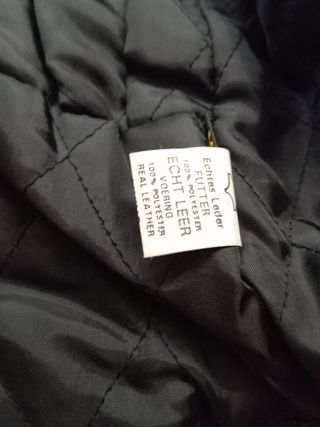 Echtes Leder
FUTTER
100% POLYESTER
ECHT LEER
VOERING
100% POLYESTER
REAL LEATHER